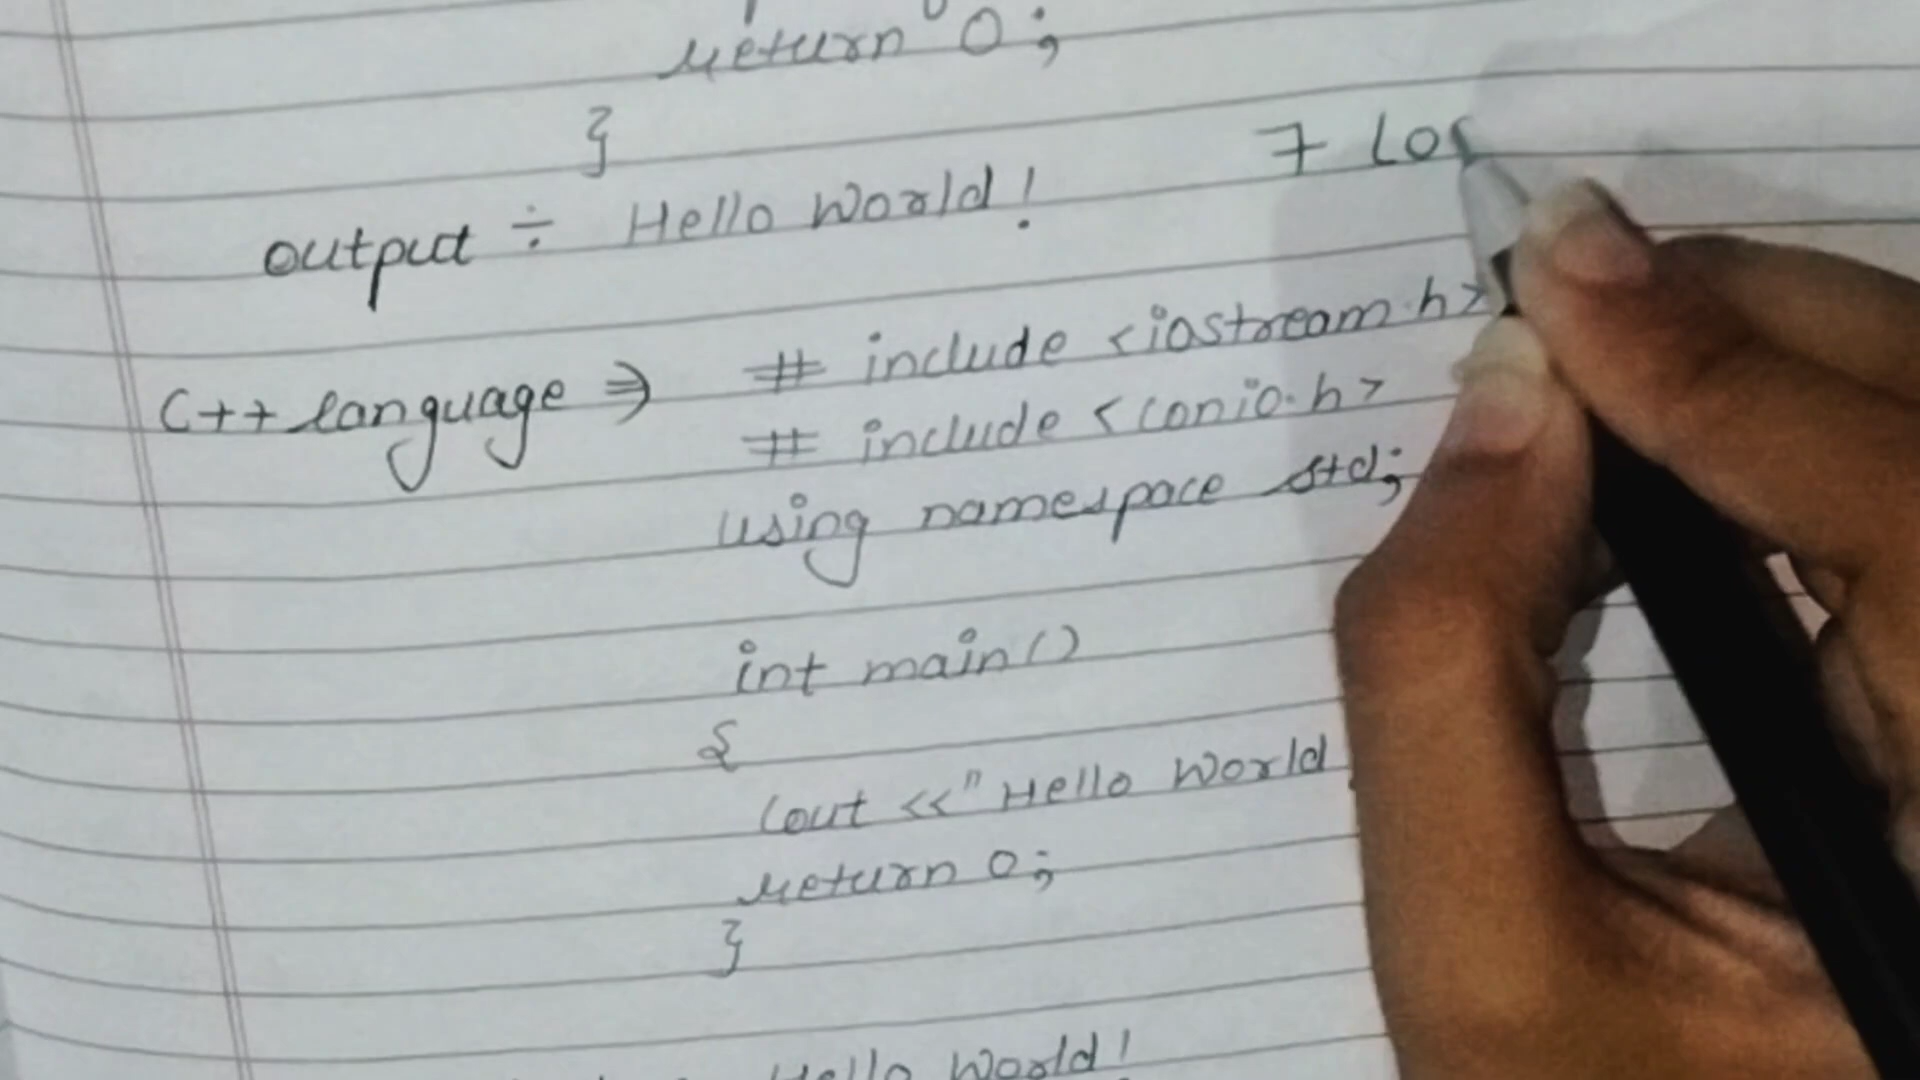 return 0;
}
7 Lo
output ÷ Hello World!
C++ language ⇒ # include <iostream.h>
# include <conio.h>
using namespace std;
int main()
{
cout <<" Hello World
return 0;
}
Hello World!